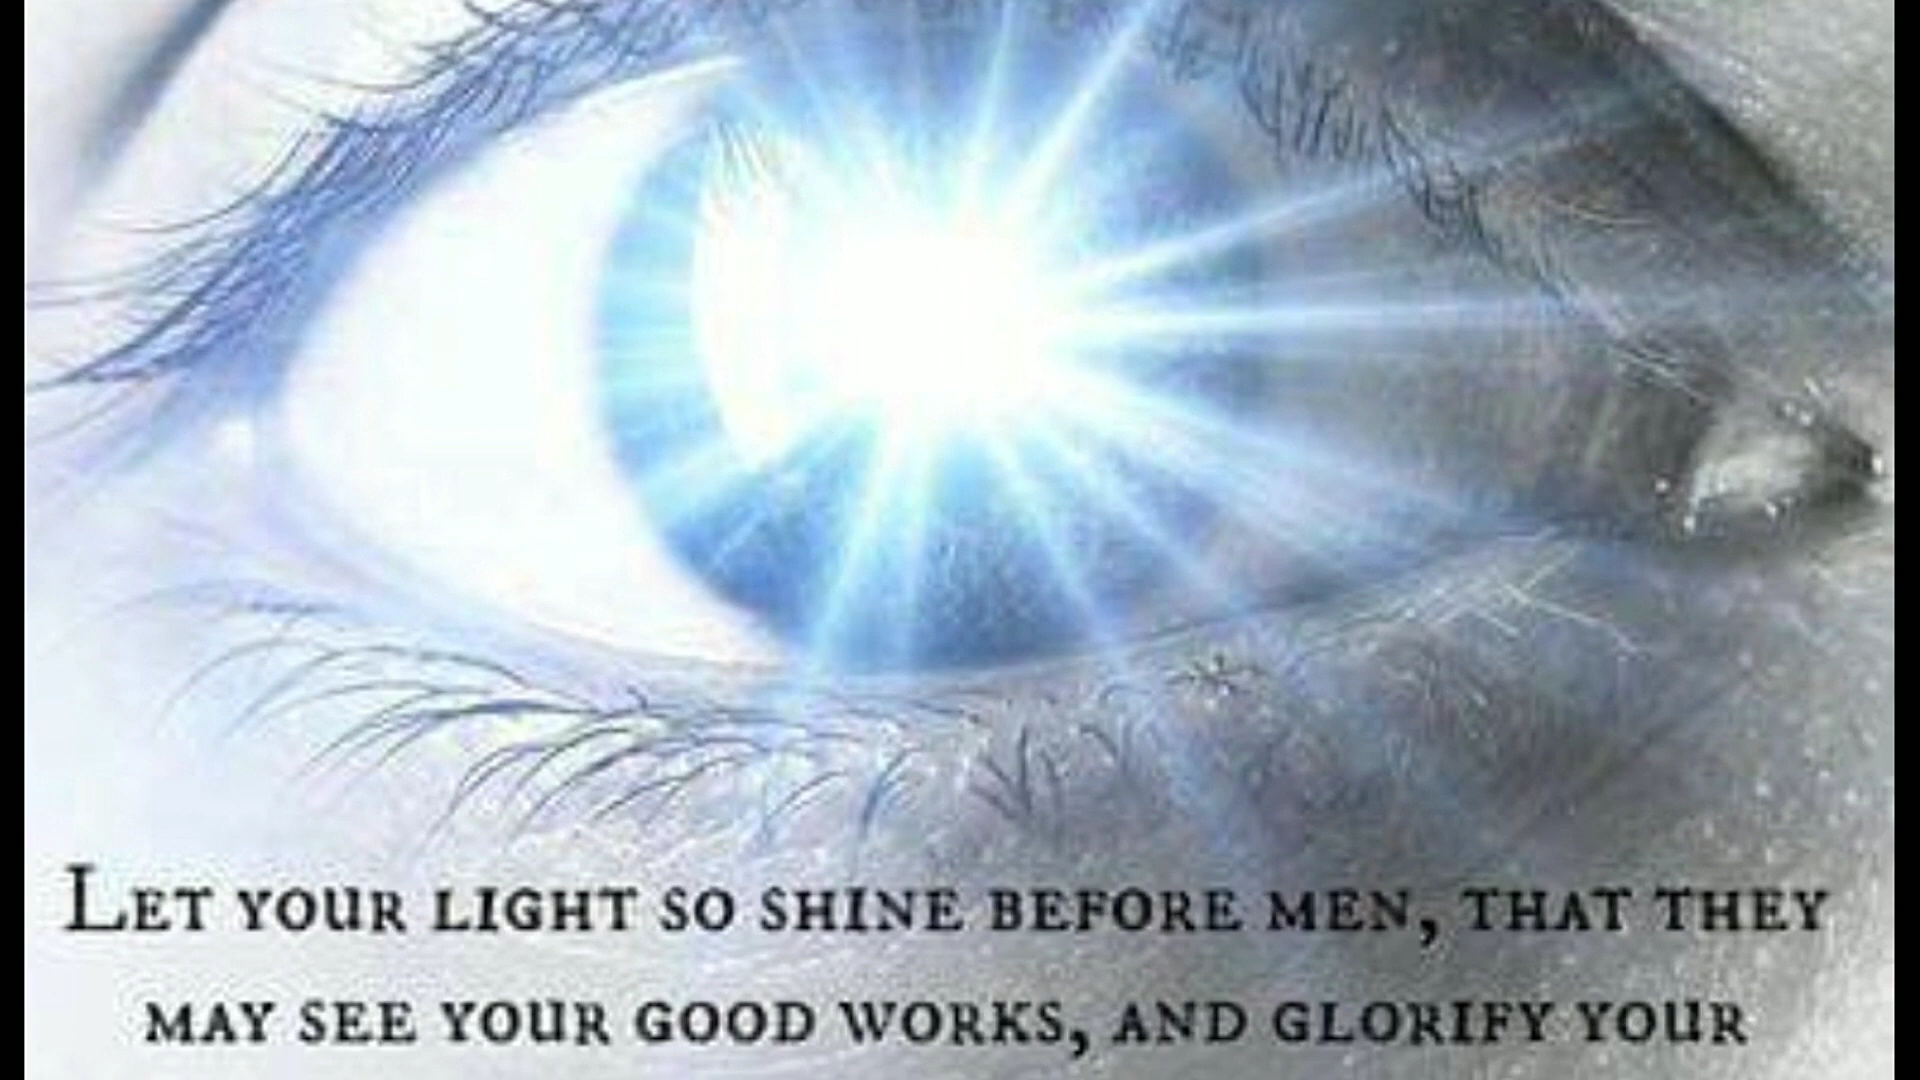 Let your light so shine before men, that they
may see your good works, and glorify your